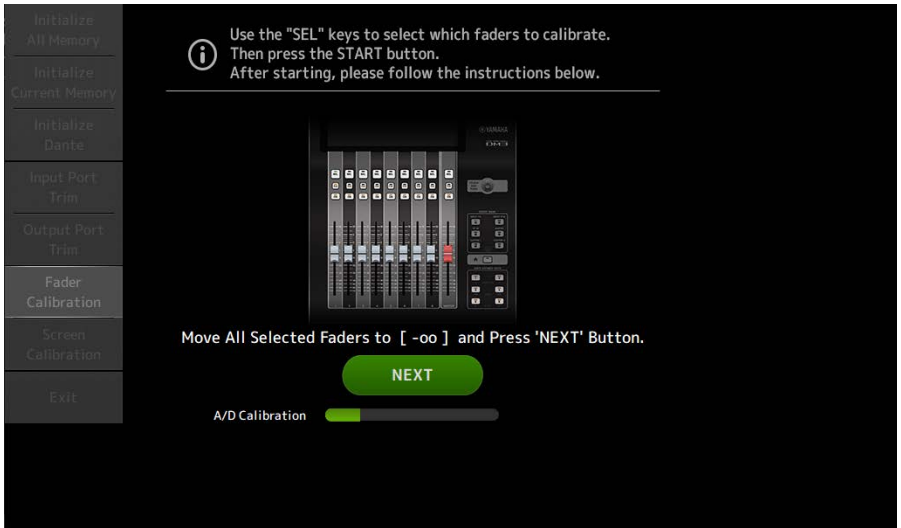 Initialize
All Memory
Initialize
Current Memory
Initialize
Dante
Input Port
Trim
Output Port
Trim
Fader
Calibration
Screen
Calibration
Exit
Use the "SEL" keys to select which faders to calibrate.
Then press the START button.
After starting, please follow the instructions below.
YAMAHA
DM3
Move All Selected Faders to [ -oo ] and Press 'NEXT' Button.
NEXT
A/D Calibration